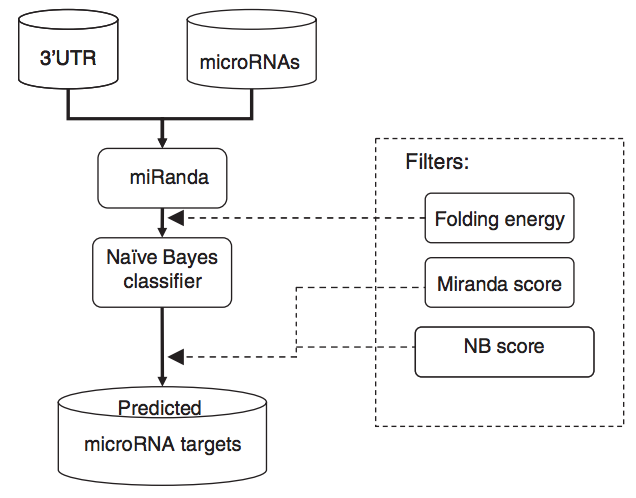 3’UTR
microRNAs
miRanda
Filters:
Folding energy
Naïve Bayes
classifier
Miranda score
NB score
Predicted
microRNA targets